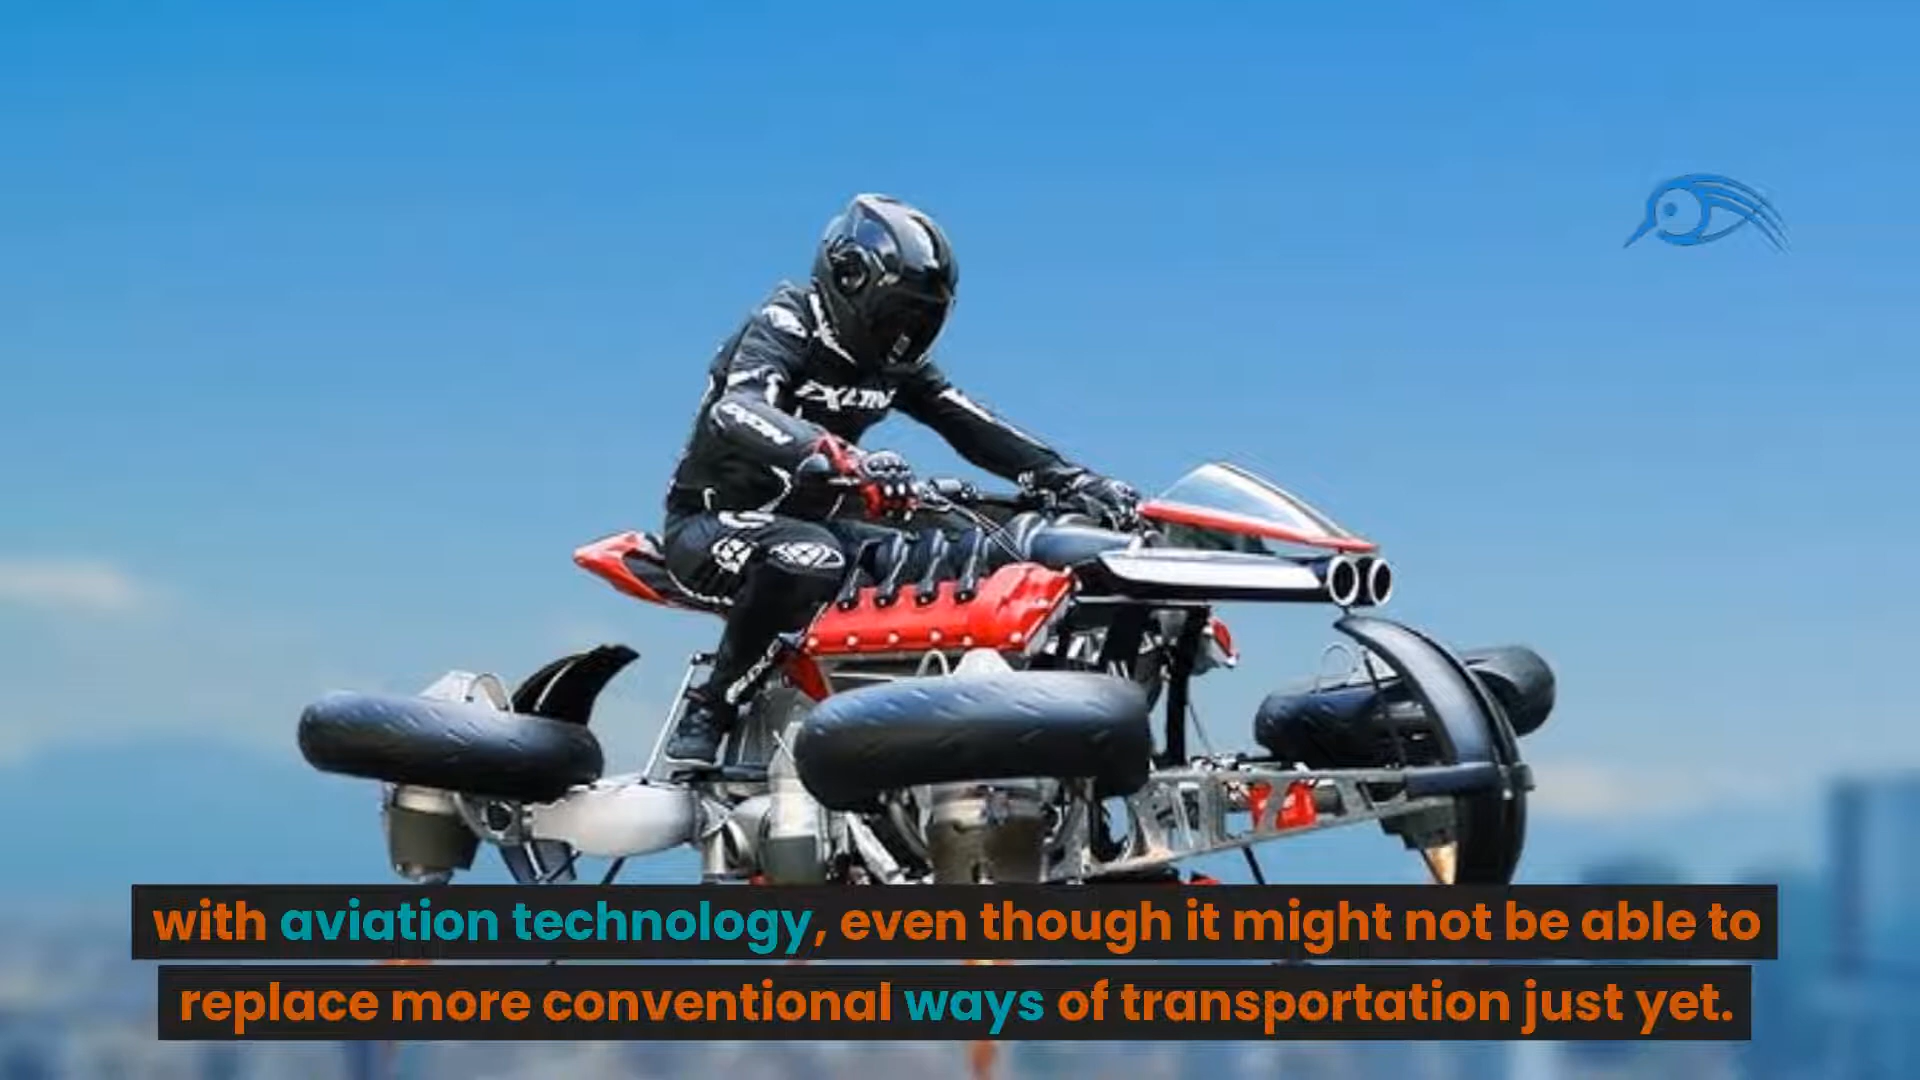 IXON
with aviation technology, even though it might not be able to
replace more conventional ways of transportation just yet.